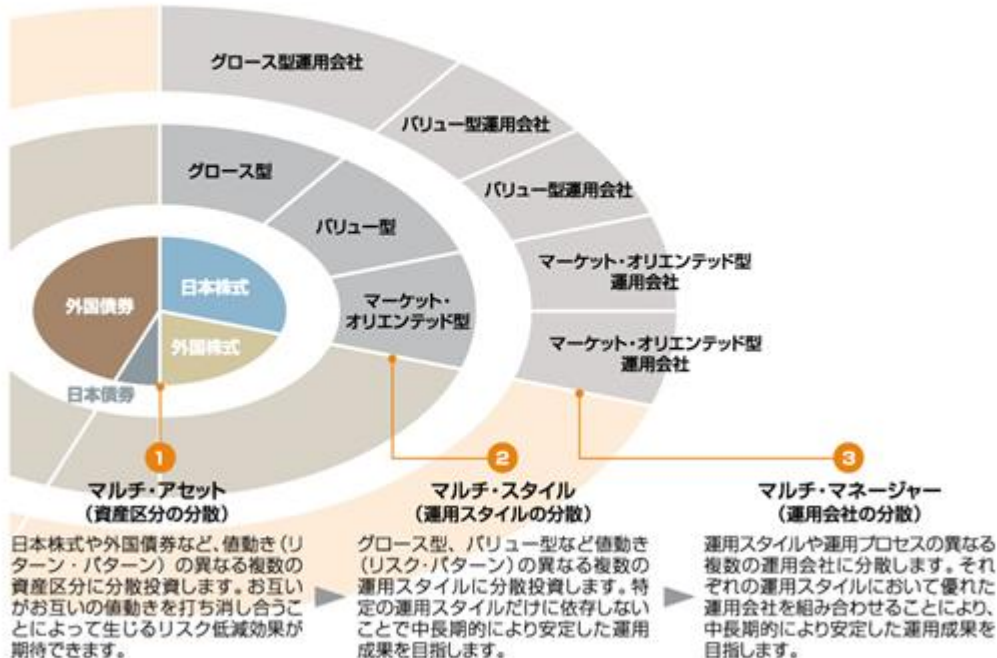 グロース型運用会社
バリュー型運用会社
バリュー型運用会社
マーケット・オリエンテッド型
運用会社
マーケット・オリエンテッド型
運用会社
グロース型
バリュー型
マーケット・
オリエンテッド型
外国債券
日本株式
外国株式
日本債券
1
マルチ・アセット
（資産区分の分散）
日本株式や外国債券など、値動き（リ
ターン・パターン）の異なる複数の
資産区分に分散投資します。お互い
がお互いの値動きを打ち消し合うこ
とによって生じるリスク低減効果が
期待できます。
2
マルチ・スタイル
（運用スタイルの分散）
グロース型、バリュー型など値動き
（リスク・パターン）の異なる複数の
運用スタイルに分散投資します。特
定の運用スタイルだけに依存しない
ことで中長期的により安定した運用
成果を目指します。
3
マルチ・マネージャー
（運用会社の分散）
運用スタイルや運用プロセスの異なる
複数の運用会社に分散します。それ
ぞれの運用スタイルにおいて優れた
運用会社を組み合わせることにより、
中長期的により安定した運用成果を
目指します。